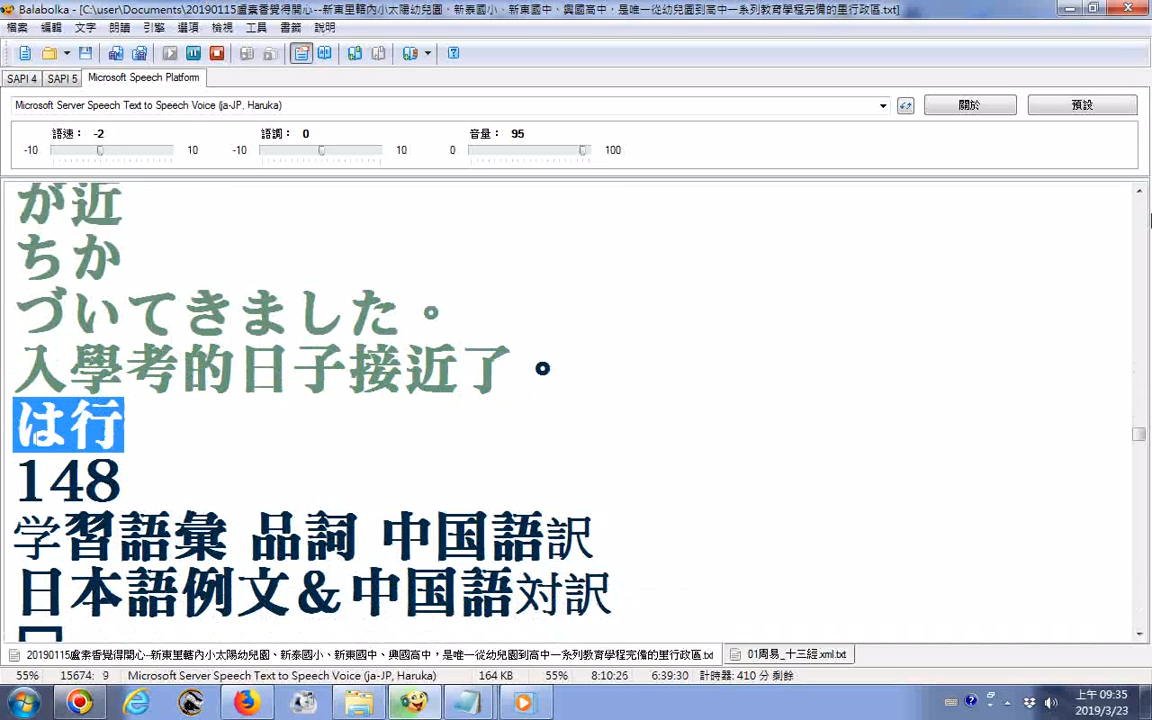 Balabolka - [C:\user\Documents\20190115盧素香覺得開心--新東里轄內小太陽幼兒園、新泰國小、新東國中、興國高中，是唯一從幼兒園到高中一系列教育學程完備的里行政區.txt]
檔案 編輯 文字 朗讀 引擎 選項 檢視 工具 書籤 說明
SAPI 4 SAPI 5 Microsoft Speech Platform
Microsoft Server Speech Text to Speech Voice (ja-JP, Haruka) 關於 預設
語速： -2 語調： 0 音量： 95
-10 10 -10 10 0 100
が近
ちか
づいてきました。
入學考的日子接近了。
は行
148
学習語彙 品詞 中国語訳
日本語例文＆中国語対訳
20190115盧素香覺得開心--新東里轄內小太陽幼兒園、新泰國小、新東國中、興國高中，是唯一從幼兒園到高中一系列教育學程完備的里行政區.txt 01周易_十三經.xml.txt
55% 15674: 9 Microsoft Server Speech Text to Speech Voice (ja-JP, Haruka) 164 KB 55% 8:10:26 6:39:30 計時器: 410 分 剩餘
上午 09:35
2019/3/23